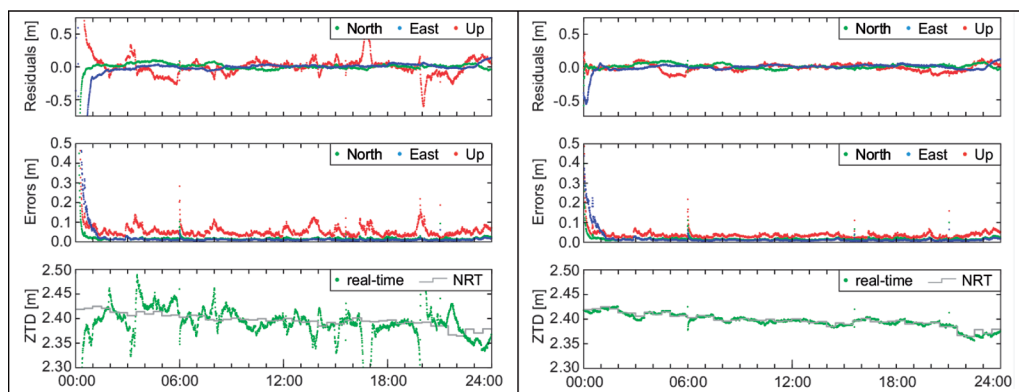 Residuals [m]
0.5
0.0
-0.5
North East Up
Errors [m]
0.5
0.4
0.3
0.2
0.1
0.0
North East Up
ZTD [m]
2.50
2.45
2.40
2.35
2.30
real-time NRT
00:00 06:00 12:00 18:00 24:00
Residuals [m]
0.5
0.0
-0.5
North East Up
Errors [m]
0.5
0.4
0.3
0.2
0.1
0.0
North East Up
ZTD [m]
2.50
2.45
2.40
2.35
2.30
real-time NRT
00:00 06:00 12:00 18:00 24:00